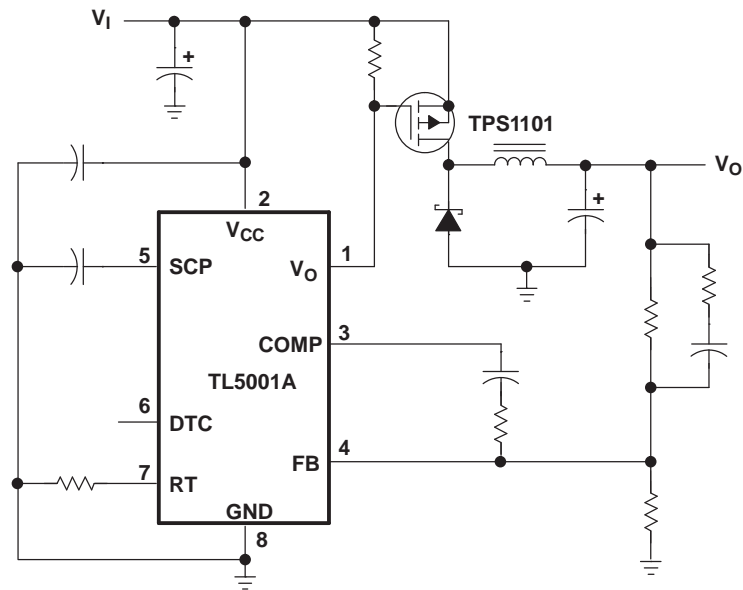 V_I
+
TPS1101
V_O
+
2
V_CC
5
SCP
V_O
1
COMP
3
TL5001A
6
DTC
FB
4
7
RT
GND
8